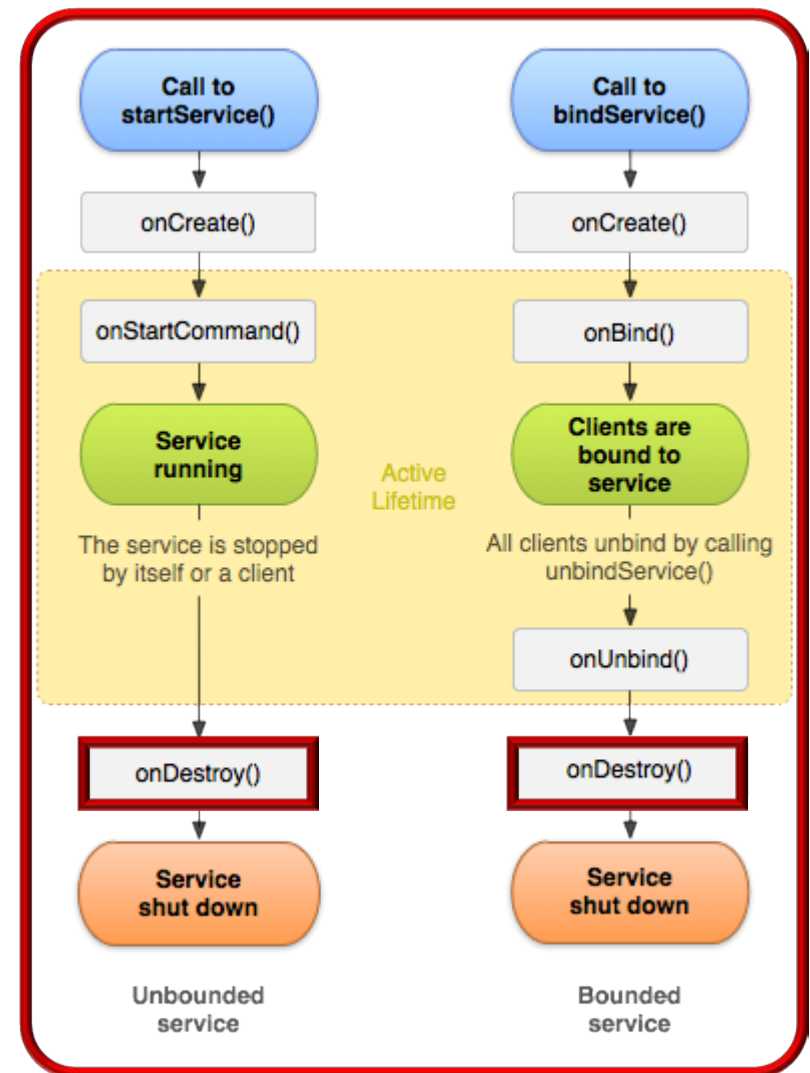 Call to
startService()
onCreate()
onStartCommand()
Service
running
The service is stopped
by itself or a client
onDestroy()
Service
shut down
Unbounded
service
Active
Lifetime
Call to
bindService()
onCreate()
onBind()
Clients are
bound to
service
All clients unbind by calling
unbindService()
onUnbind()
onDestroy()
Service
shut down
Bounded
service